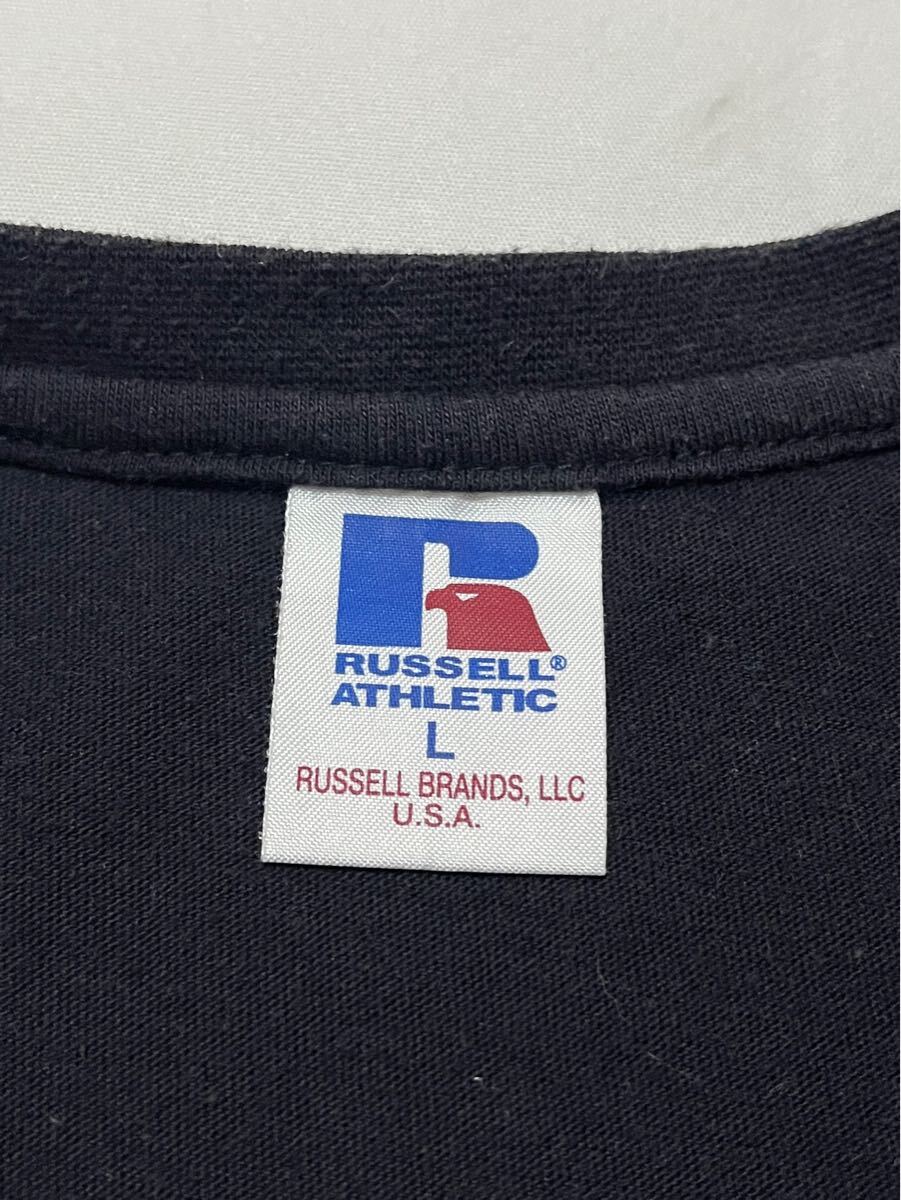 RUSSELL®
ATHLETIC
L
RUSSELL BRANDS, LLC
U.S.A.